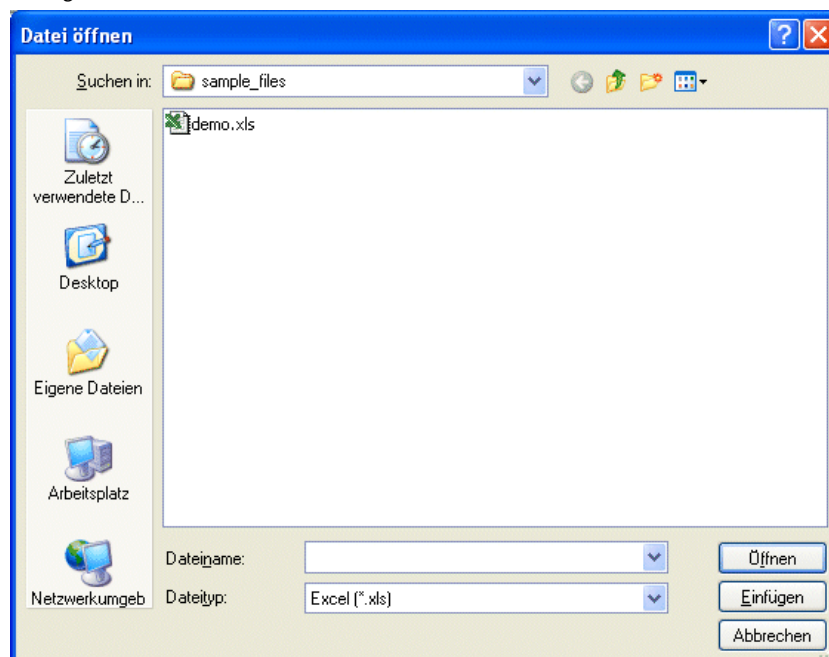 Datei öffnen
Suchen in:
sample_files
demo.xls
Zuletzt
verwendete D...
Desktop
Eigene Dateien
Arbeitsplatz
Netzwerkumgeb
Dateiname:
Öffnen
Dateityp:
Excel (*.xls)
Einfügen
Abbrechen